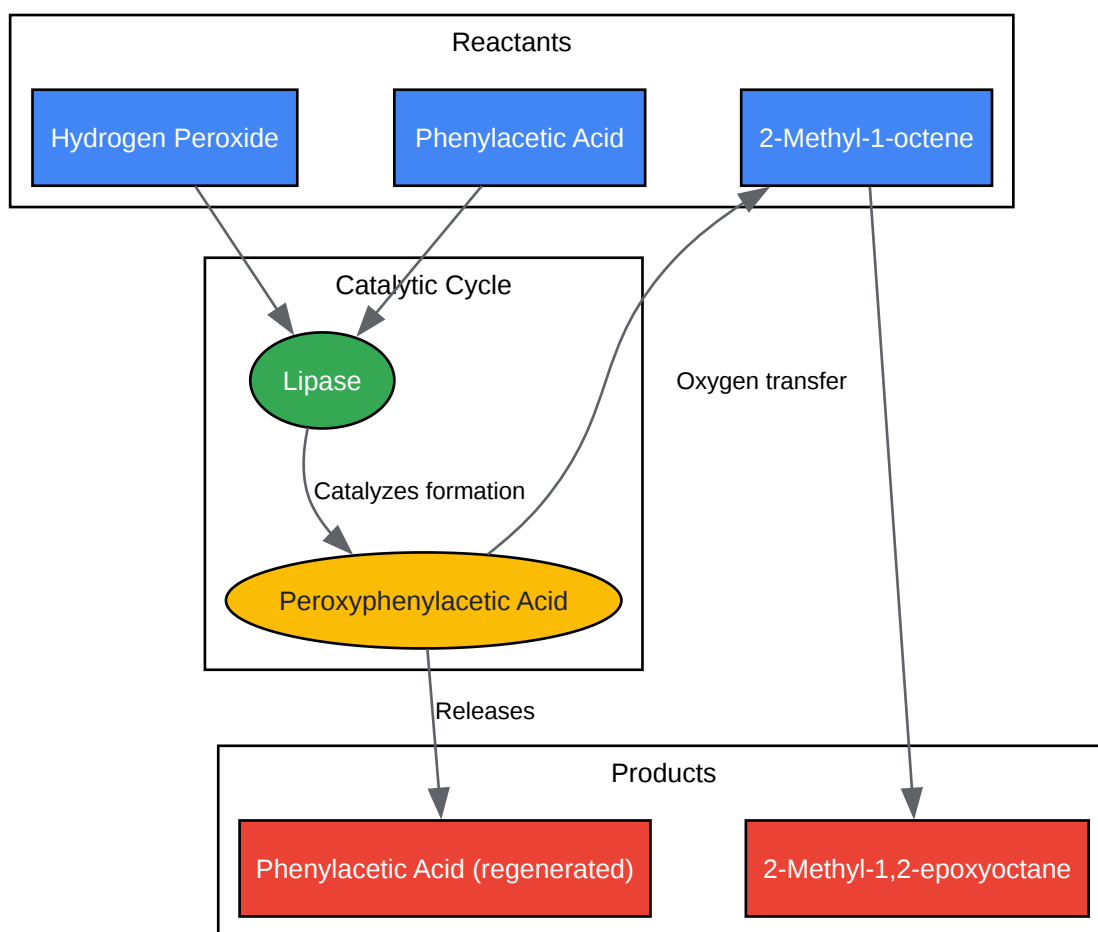 Reactants
Hydrogen Peroxide
Phenylacetic Acid
2-Methyl-1-octene
Catalytic Cycle
Lipase
Oxygen transfer
Catalyzes formation
Peroxyphenylacetic Acid
Releases
Products
Phenylacetic Acid (regenerated)
2-Methyl-1,2-epoxyoctane